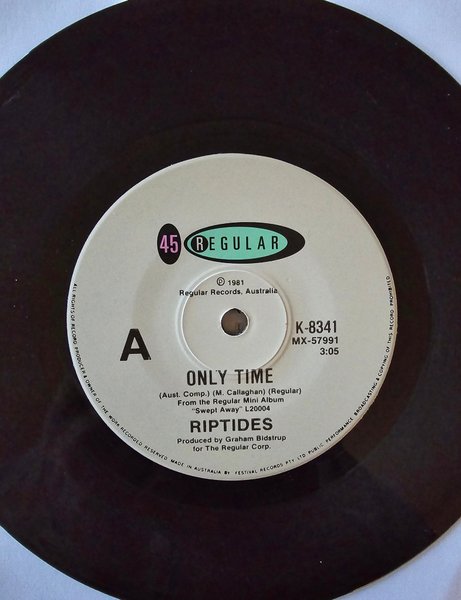 45 REGULAR
℗ 1981
Regular Records, Australia
A
K-8341
MX-57991
3:05
ONLY TIME
(Aust. Comp.) (M. Callaghan) (Regular)
From the Regular Mini Album
"Swept Away" L20004
RIPTIDES
Produced by Graham Bidstrup
for The Regular Corp.
ALL RIGHTS OF RECORD PRODUCER & OWNER OF THE WORK RECORDED RESERVED MADE IN AUSTRALIA BY FESTIVAL RECORDS PTY LTD PUBLIC PERFORMANCE BROADCASTING & COPYING OF THIS RECORD PROHIBITED.